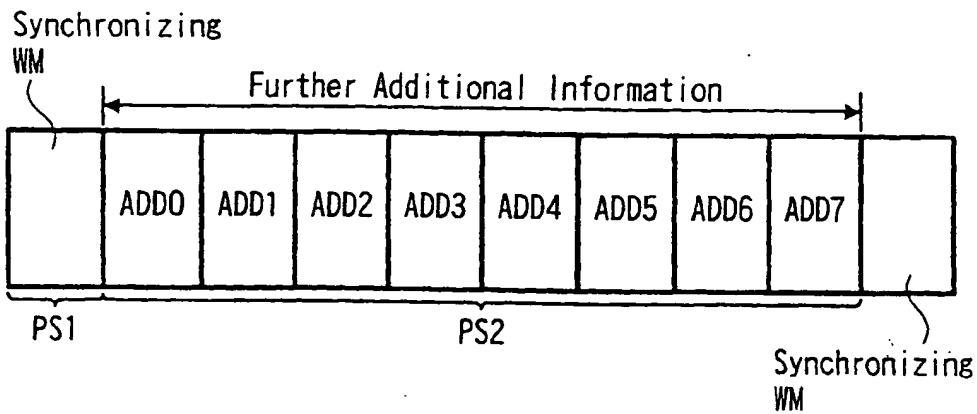 Synchronizing
WM
Further Additional Information
ADD0 ADD1 ADD2 ADD3 ADD4 ADD5 ADD6 ADD7
PS1 PS2
Synchronizing
WM